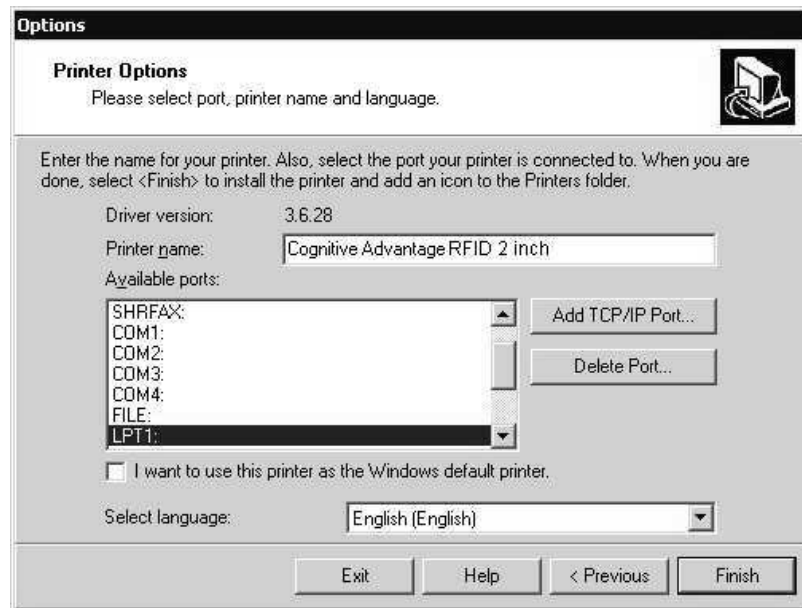 Options
Printer Options
Please select port, printer name and language.
Enter the name for your printer. Also, select the port your printer is connected to. When you are
done, select <Finish> to install the printer and add an icon to the Printers folder.
Driver version: 3.6.28
Printer name: Cognitive Advantage RFID 2 inch
Available ports:
SHRFAX:
COM1:
COM2:
COM3:
COM4:
FILE:
LPT1:
Add TCP/IP Port...
Delete Port...
I want to use this printer as the Windows default printer.
Select language: English (English)
Exit Help < Previous Finish